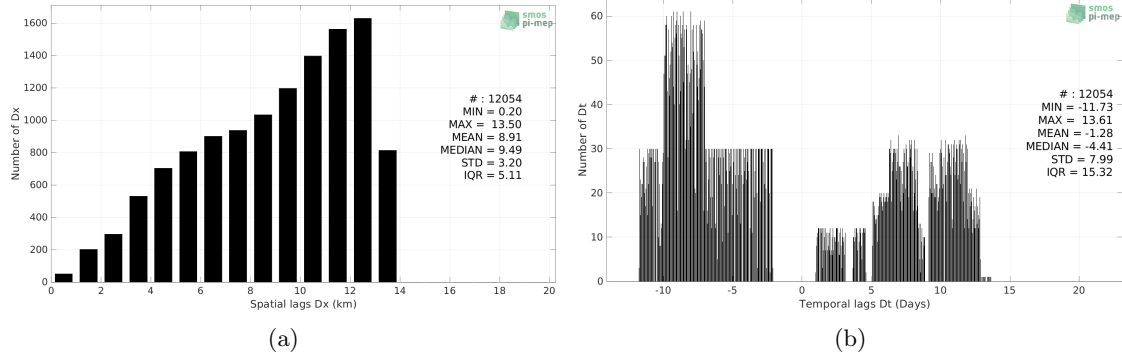 1600
1400
1200
1000
800
600
400
200
0
Number of Dx
0 2 4 6 8 10 12 14 16 18 20
Spatial lags Dx (km)
smos
pi-mep
# : 12054
MIN = 0.20
MAX = 13.50
MEAN = 8.91
MEDIAN = 9.49
STD = 3.20
IQR = 5.11
(a)
60
50
40
30
20
10
0
Number of Dt
-10 -5 0 5 10 15 20
Temporal lags Dt (Days)
smos
pi-mep
# : 12054
MIN = -11.73
MAX = 13.61
MEAN = -1.28
MEDIAN = -4.41
STD = 7.99
IQR = 15.32
(b)